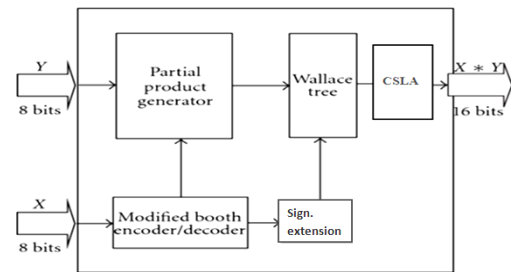 Y
8 bits
Partial
product
generator
Wallace
tree
CSLA
X * Y
16 bits
X
8 bits
Modified booth
encoder/decoder
Sign.
extension